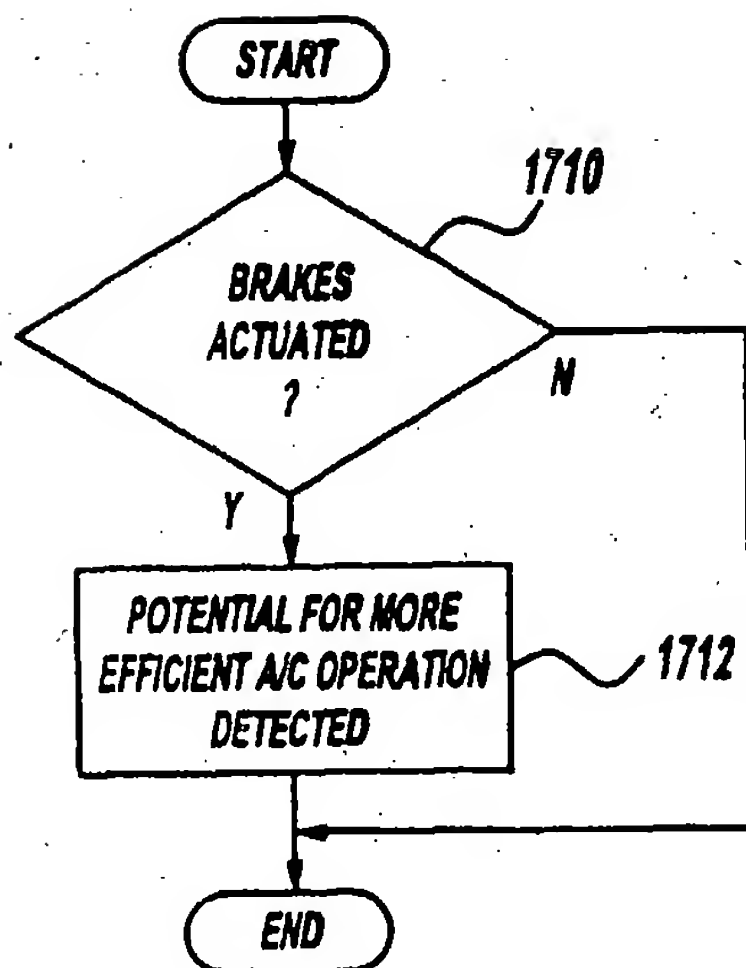 START
1710
BRAKES
ACTUATED
?
N
Y
POTENTIAL FOR MORE
EFFICIENT A/C OPERATION
DETECTED
1712
END